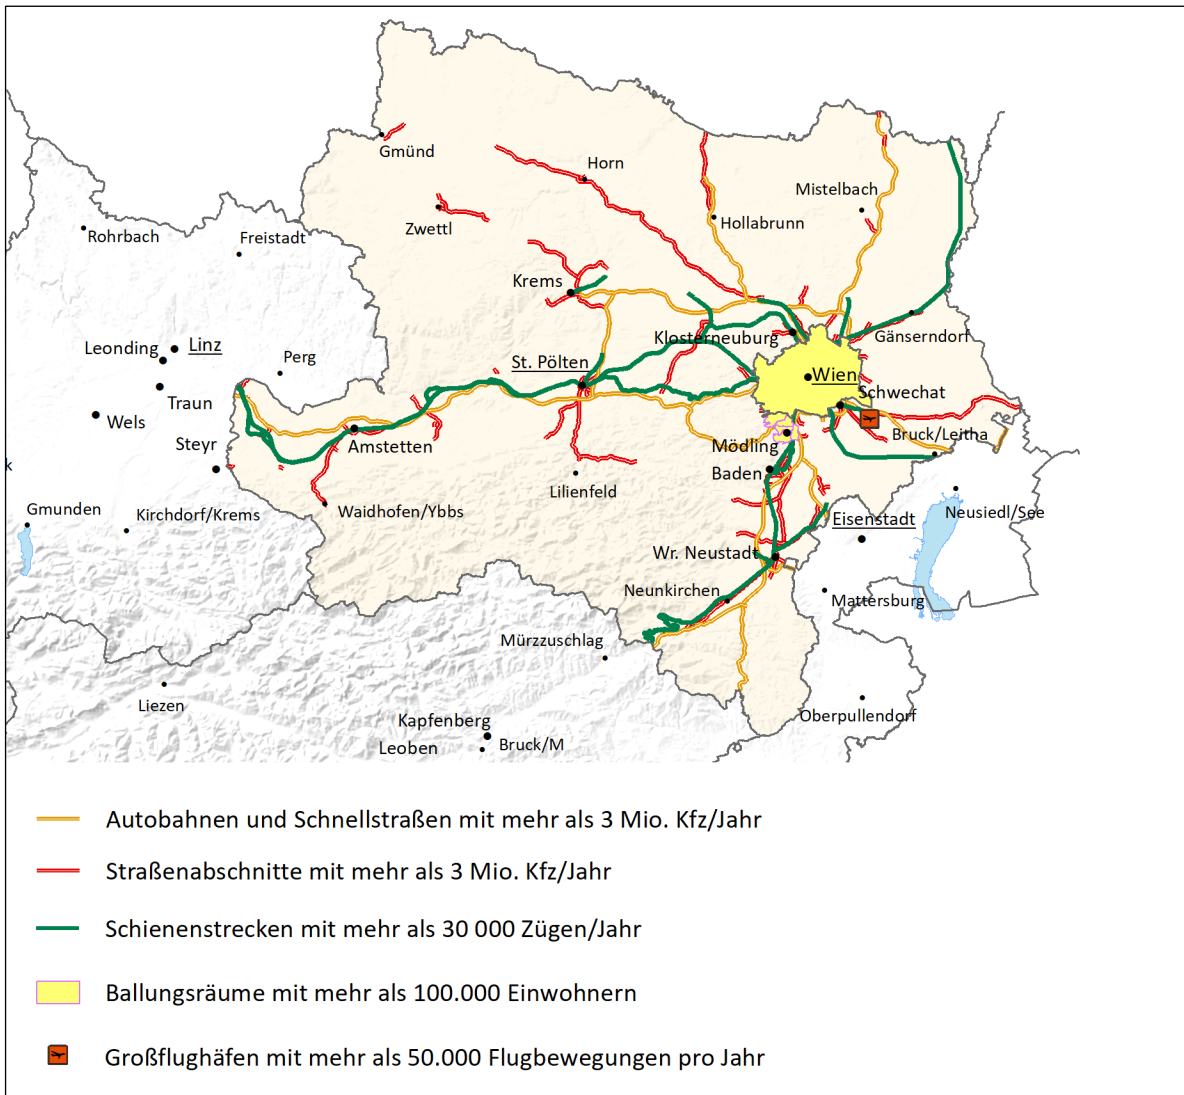 Gmünd
Horn
Mistelbach
Zwettl
Hollabrunn
Rohrbach
Freistadt
Krems
Leonding
Linz
Perg
St. Pölten
Klosterneuburg
Gänserndorf
Wien
Schwechat
Traun
Wels
Steyr
Amstetten
Mödling
Bruck/Leitha
Baden
Lilienfeld
k
Gmunden
Kirchdorf/Krems
Waidhofen/Ybbs
Eisenstadt
Neusiedl/See
Wr. Neustadt
Neunkirchen
Mattersburg
Mürzzuschlag
Liezen
Oberpullendorf
Kapfenberg
Leoben
Bruck/M
Autobahnen und Schnellstraßen mit mehr als 3 Mio. Kfz/Jahr
Straßenabschnitte mit mehr als 3 Mio. Kfz/Jahr
Schienenstrecken mit mehr als 30 000 Zügen/Jahr
Ballungsräume mit mehr als 100.000 Einwohnern
Großflughäfen mit mehr als 50.000 Flugbewegungen pro Jahr